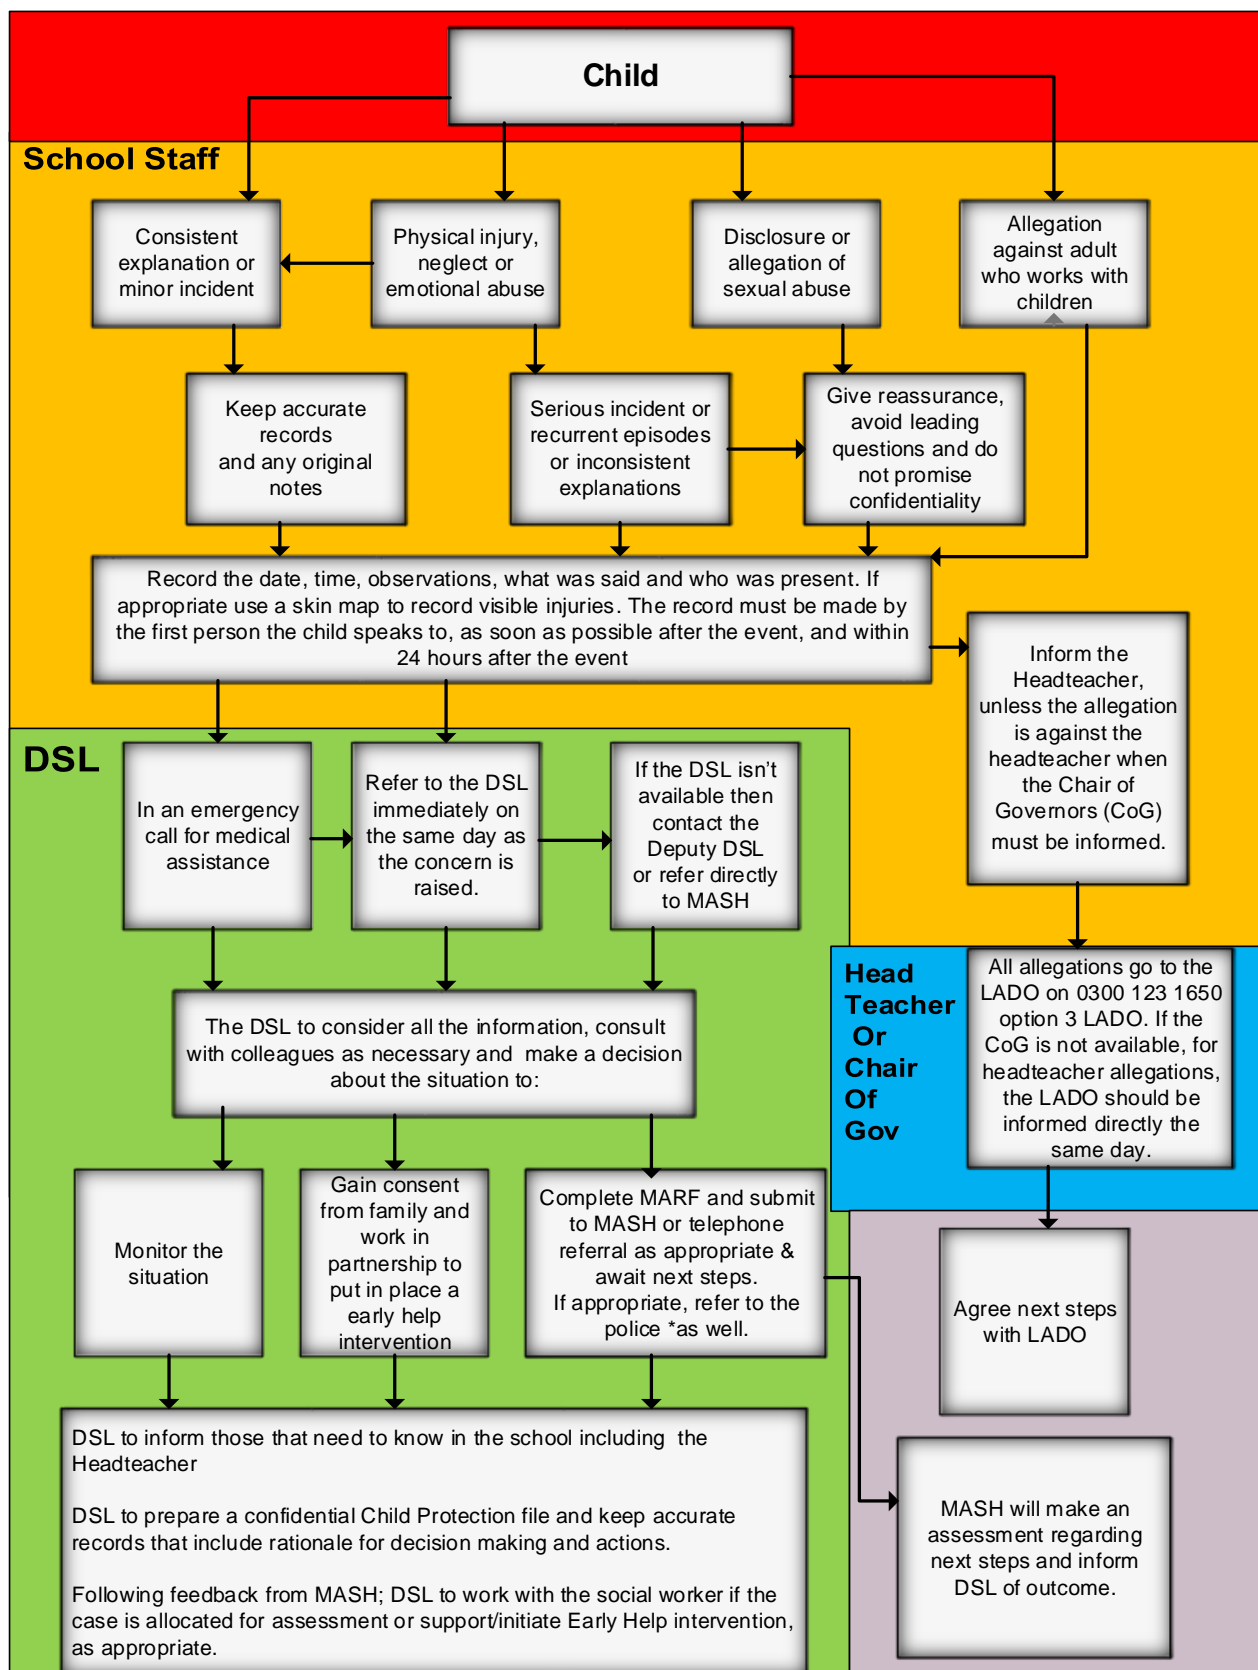 Child
School Staff
Consistent
explanation or
minor incident
Physical injury,
neglect or
emotional abuse
Disclosure or
allegation of
sexual abuse
Allegation
against adult
who works with
children
Keep accurate
records
and any original
notes
Serious incident or
recurrent episodes
or inconsistent
explanations
Give reassurance,
avoid leading
questions and do
not promise
confidentiality
Record the date, time, observations, what was said and who was present. If
appropriate use a skin map to record visible injuries. The record must be made by
the first person the child speaks to, as soon as possible after the event, and within
24 hours after the event
Inform the
Headteacher,
unless the allegation
is against the
headteacher when
the Chair of
Governors (CoG)
must be informed.
DSL
In an emergency
call for medical
assistance
Refer to the DSL
immediately on
the same day as
the concern is
raised.
If the DSL isn't
available then
contact the
Deputy DSL
or refer directly
to MASH
Head
Teacher
Or
Chair
Of
Gov
All allegations go to the
LADO on 0300 123 1650
option 3 LADO. If the
CoG is not available, for
headteacher allegations,
the LADO should be
informed directly the
same day.
The DSL to consider all the information, consult
with colleagues as necessary and make a decision
about the situation to:
Monitor the
situation
Gain consent
from family and
work in
partnership to
put in place a
early help
intervention
Complete MARF and submit
to MASH or telephone
referral as appropriate &
await next steps.
If appropriate, refer to the
police *as well.
Agree next steps
with LADO
DSL to inform those that need to know in the school including the
Headteacher
DSL to prepare a confidential Child Protection file and keep accurate
records that include rationale for decision making and actions.
Following feedback from MASH; DSL to work with the social worker if the
case is allocated for assessment or support/initiate Early Help intervention,
as appropriate.
MASH will make an
assessment regarding
next steps and inform
DSL of outcome.